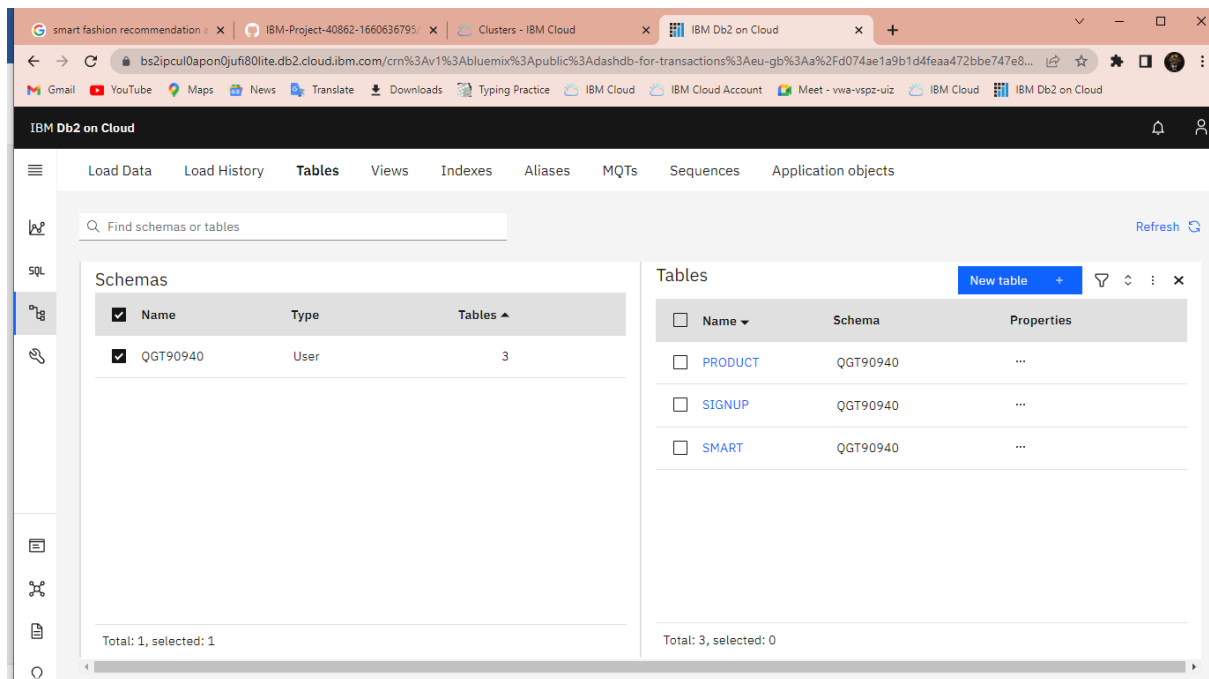 smart fashion recommendation a
IBM-Project-40862-1660636795/
Clusters - IBM Cloud
IBM Db2 on Cloud
bs2ipcul0apon0jufi80lite.db2.cloud.ibm.com/crn%3Av1%3Abluemix%3Apublic%3Adashdb-for-transactions%3Aeu-gb%3Aa%2Fd074ae1a9b1d4feaa472bbe747e8...
Gmail YouTube Maps News Translate Downloads Typing Practice IBM Cloud IBM Cloud Account Meet - vwa-vspz-uiz IBM Cloud IBM Db2 on Cloud
IBM Db2 on Cloud
Load Data Load History Tables Views Indexes Aliases MQTs Sequences Application objects
Find schemas or tables
Refresh
SQL
Schemas
Name Type Tables
QGT90940 User 3
Total: 1, selected: 1
Tables
New table +
Name Schema Properties
PRODUCT QGT90940 ...
SIGNUP QGT90940 ...
SMART QGT90940 ...
Total: 3, selected: 0